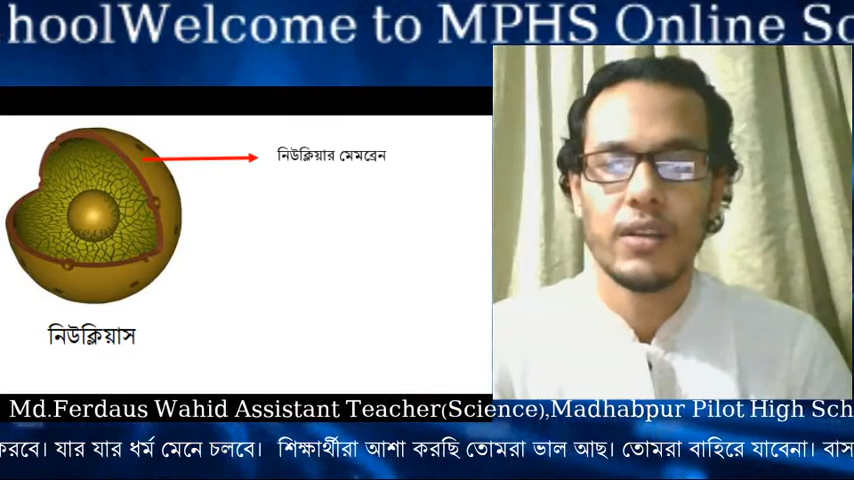 hoolWelcome to MPHS Online Sc
নিউক্লিয়ার মেমব্রেন
নিউক্লিয়াস
Md.Ferdaus Wahid Assistant Teacher(Science),Madhabpur Pilot High Sch
করবে। যার যার ধর্ম মেনে চলবে। শিক্ষার্থীরা আশা করছি তোমরা ভাল আছ। তোমরা বাহিরে যাবেনা। বাস